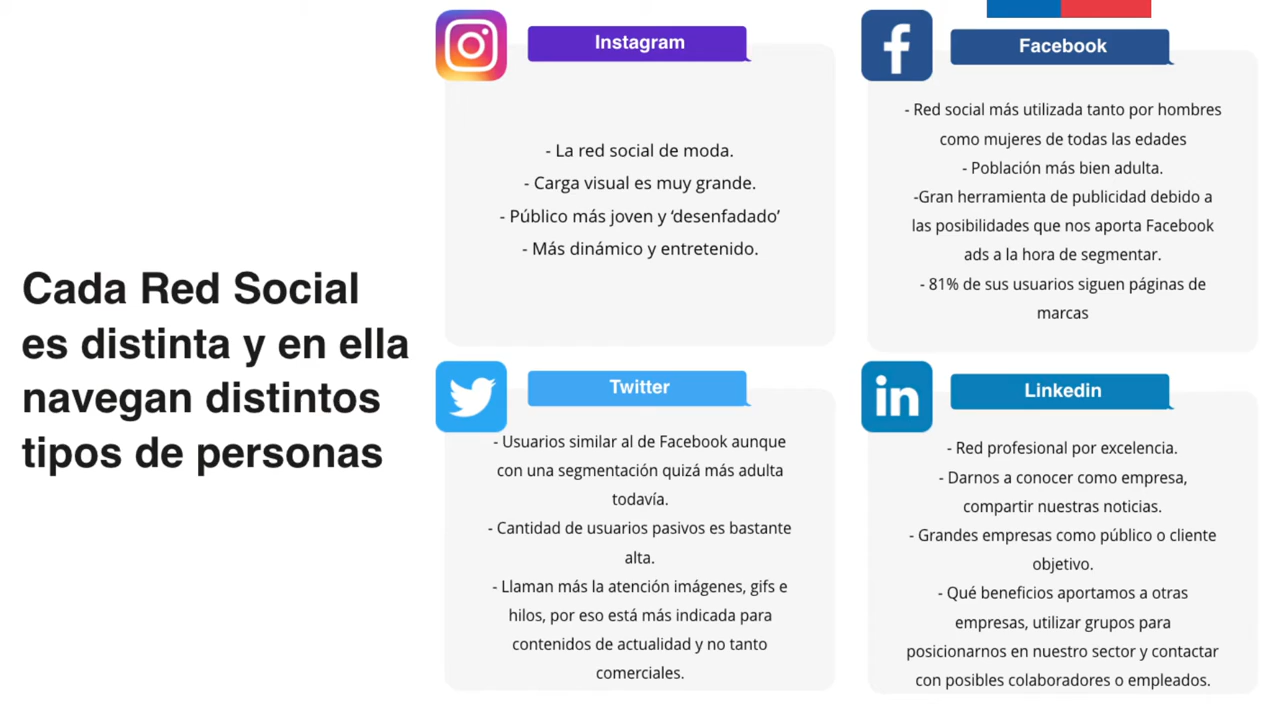 Cada Red Social
es distinta y en ella
navegan distintos
tipos de personas
Instagram
- La red social de moda.
- Carga visual es muy grande.
- Público más joven y ‘desenfadado’
- Más dinámico y entretenido.
Facebook
- Red social más utilizada tanto por hombres
como mujeres de todas las edades
- Población más bien adulta.
-Gran herramienta de publicidad debido a
las posibilidades que nos aporta Facebook
ads a la hora de segmentar.
- 81% de sus usuarios siguen páginas de
marcas
Twitter
- Usuarios similar al de Facebook aunque
con una segmentación quizá más adulta
todavía.
- Cantidad de usuarios pasivos es bastante
alta.
- Llaman más la atención imágenes, gifs e
hilos, por eso está más indicada para
contenidos de actualidad y no tanto
comerciales.
Linkedin
- Red profesional por excelencia.
- Darnos a conocer como empresa,
compartir nuestras noticias.
- Grandes empresas como público o cliente
objetivo.
- Qué beneficios aportamos a otras
empresas, utilizar grupos para
posicionarnos en nuestro sector y contactar
con posibles colaboradores o empleados.